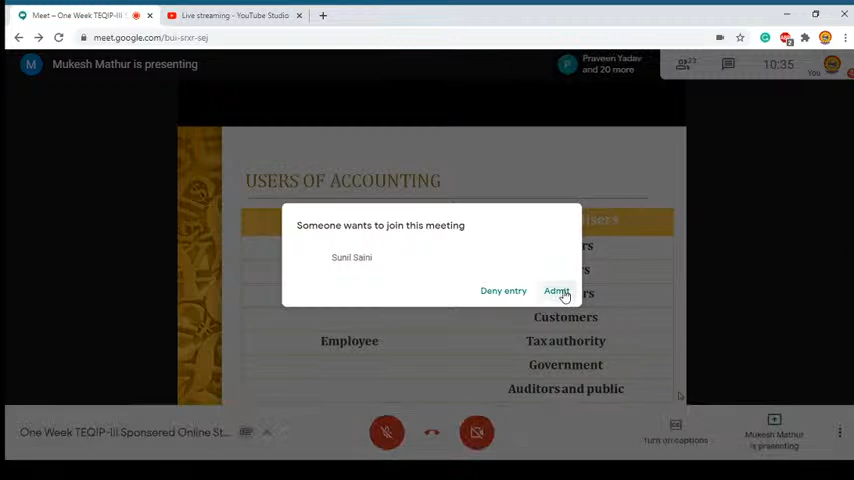 Meet – One Week TEQIP-III S
Live streaming - YouTube Studio
meet.google.com/bui-srxr-sej
M
Mukesh Mathur is presenting
P
Praveen Yadav
and 20 more
23
10:35
You
USERS OF ACCOUNTING
Someone wants to join this meeting
Sunil Saini
Deny entry
Admit
Customers
Employee
Tax authority
Government
Auditors and public
One Week TEQIP-III Sponsered Online St...
Turn on captions
Mukesh Mathur
is presenting